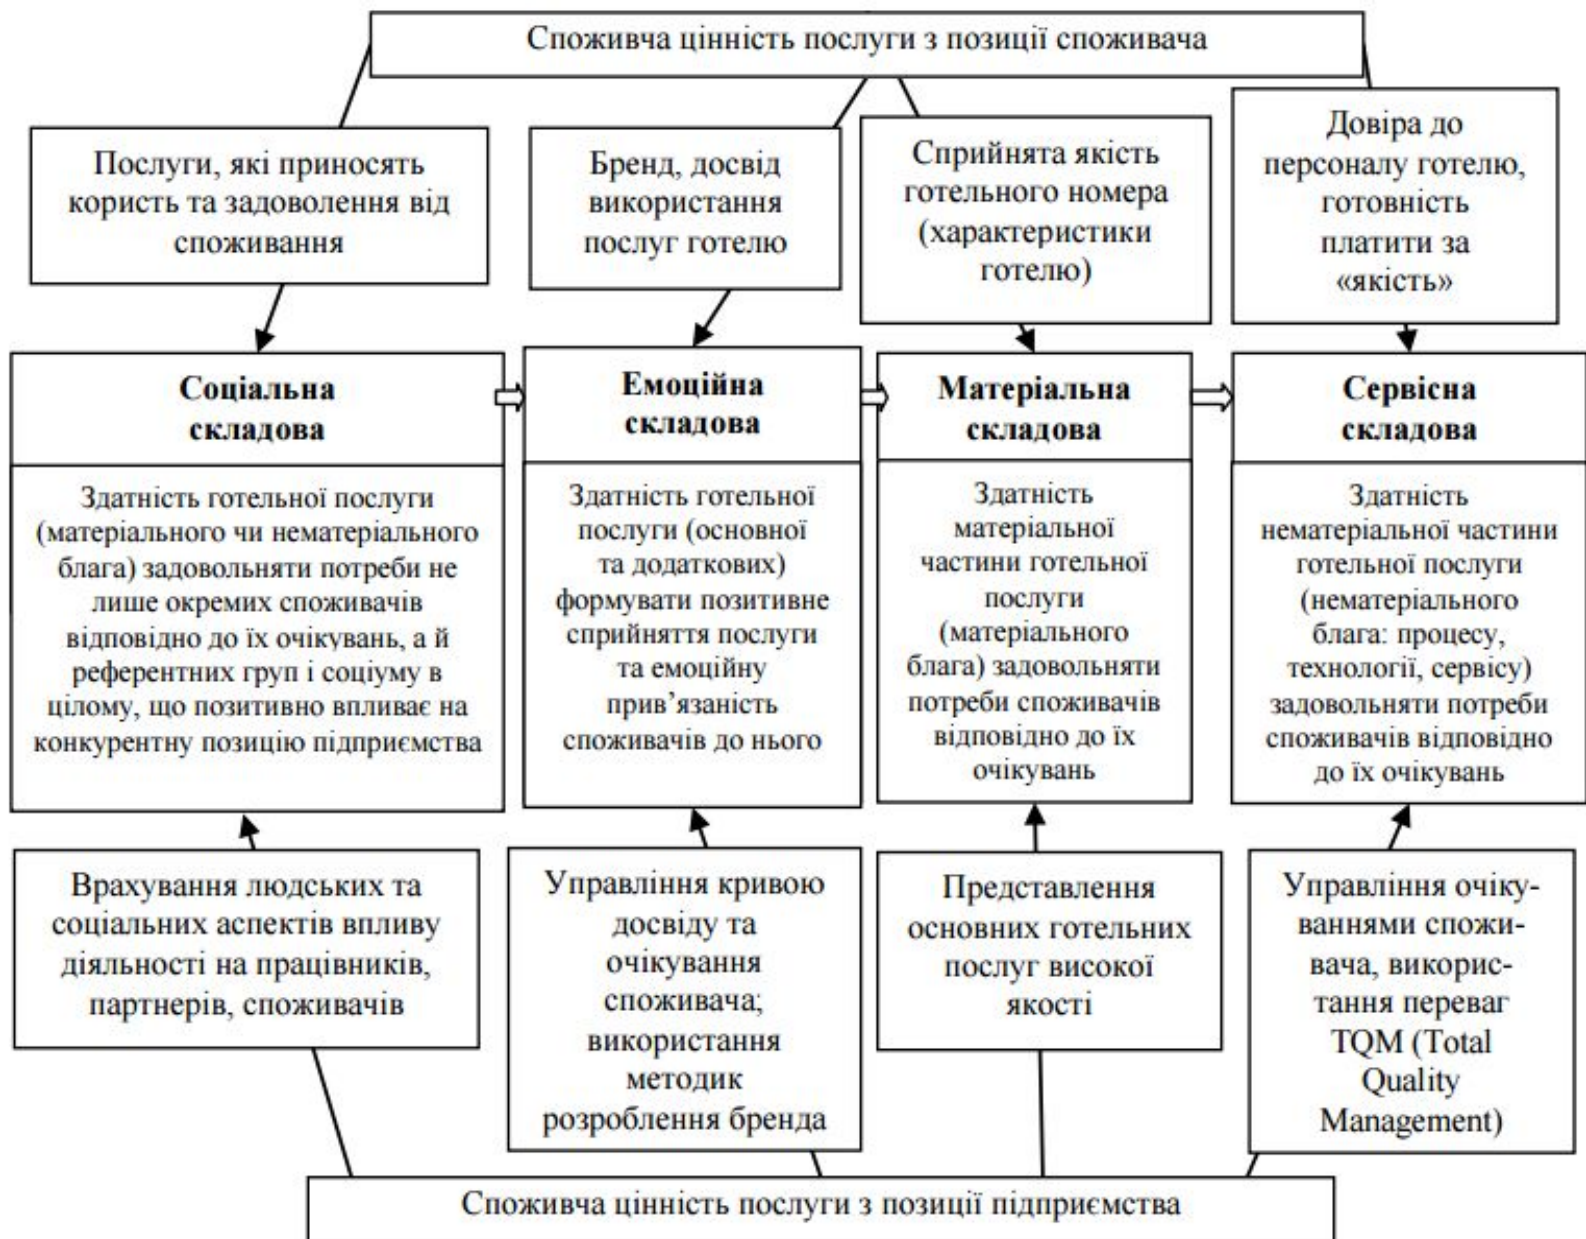 Споживча цінність послуги з позиції споживача
Послуги, які приносять
користь та задоволення від
споживання
Бренд, досвід
використання
послуг готелю
Сприйнята якість
готельного номера
(характеристики
готелю)
Довіра до
персоналу готелю,
готовність
платити за
«якість»
Соціальна
складова
Емоційна
складова
Матеріальна
складова
Сервісна
складова
Здатність готельної послуги
(матеріального чи нематеріального
блага) задовольняти потреби не
лише окремих споживачів
відповідно до їх очікувань, а й
референтних груп і соціуму в
цілому, що позитивно впливає на
конкурентну позицію підприємства
Здатність готельної
послуги (основної
та додаткових)
формувати позитивне
сприйняття послуги
та емоційну
прив’язаність
споживачів до нього
Здатність
матеріальної
частини готельної
послуги
(матеріального
блага) задовольняти
потреби споживачів
відповідно до їх
очікувань
Здатність
нематеріальної частини
готельної послуги
(нематеріального
блага: процесу,
технології, сервісу)
задовольняти потреби
споживачів відповідно
до їх очікувань
Врахування людських та
соціальних аспектів впливу
діяльності на працівників,
партнерів, споживачів
Управління кривою
досвіду та
очікування
споживача;
використання
методик
розроблення бренда
Представлення
основних готельних
послуг високої
якості
Управління очіку-
ваннями спожи-
вача, викорис-
тання переваг
TQM (Total
Quality
Management)
Споживча цінність послуги з позиції підприємства